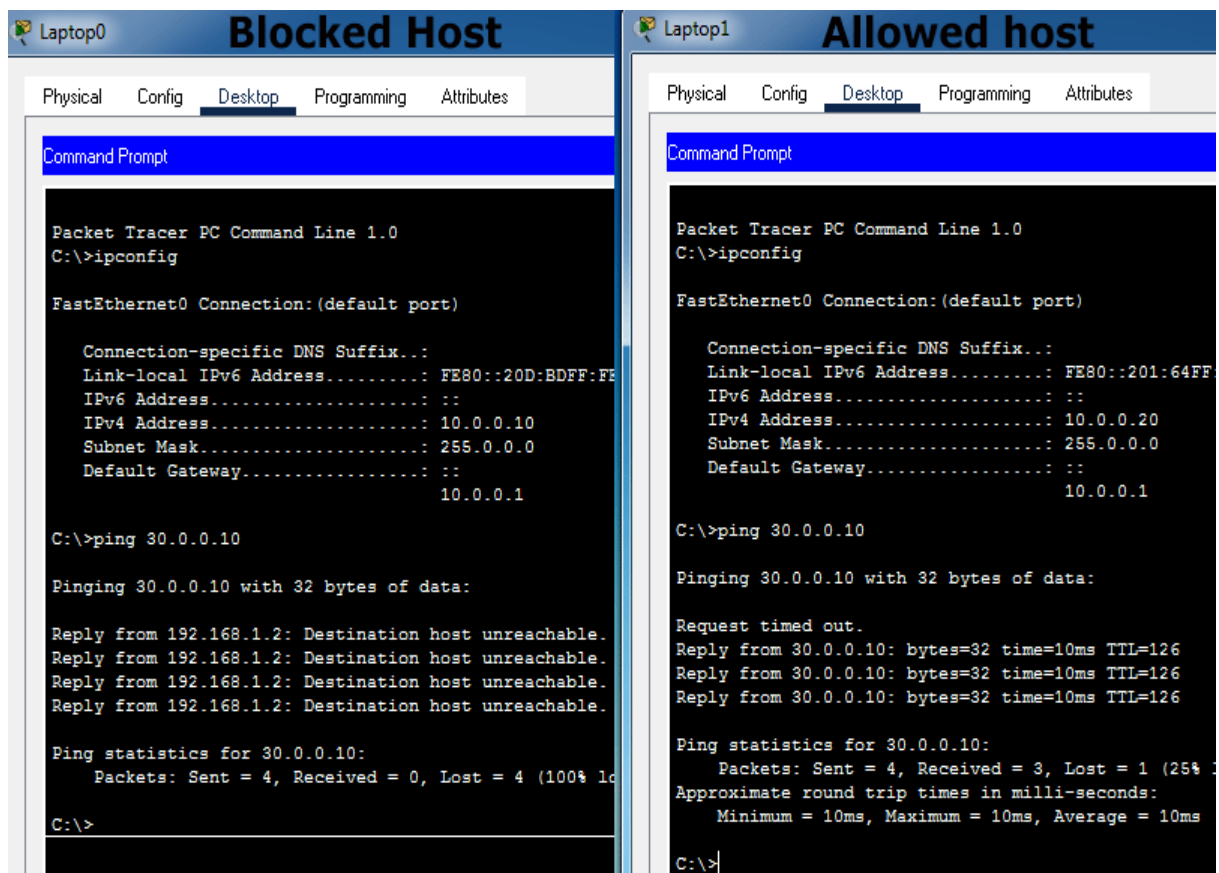 Laptop0
Blocked Host
Physical Config Desktop Programming Attributes
Command Prompt
Packet Tracer PC Command Line 1.0
C:\>ipconfig
FastEthernet0 Connection:(default port)
Connection-specific DNS Suffix..:
Link-local IPv6 Address.........: FE80::20D:BDFF:FE
IPv6 Address....................: ::
IPv4 Address....................: 10.0.0.10
Subnet Mask.....................: 255.0.0.0
Default Gateway.................: ::
10.0.0.1
C:\>ping 30.0.0.10
Pinging 30.0.0.10 with 32 bytes of data:
Reply from 192.168.1.2: Destination host unreachable.
Reply from 192.168.1.2: Destination host unreachable.
Reply from 192.168.1.2: Destination host unreachable.
Reply from 192.168.1.2: Destination host unreachable.
Ping statistics for 30.0.0.10:
Packets: Sent = 4, Received = 0, Lost = 4 (100% lo
C:\>
Laptop1
Allowed host
Physical Config Desktop Programming Attributes
Command Prompt
Packet Tracer PC Command Line 1.0
C:\>ipconfig
FastEthernet0 Connection:(default port)
Connection-specific DNS Suffix..:
Link-local IPv6 Address.........: FE80::201:64FF:
IPv6 Address....................: ::
IPv4 Address....................: 10.0.0.20
Subnet Mask.....................: 255.0.0.0
Default Gateway.................: ::
10.0.0.1
C:\>ping 30.0.0.10
Pinging 30.0.0.10 with 32 bytes of data:
Request timed out.
Reply from 30.0.0.10: bytes=32 time=10ms TTL=126
Reply from 30.0.0.10: bytes=32 time=10ms TTL=126
Reply from 30.0.0.10: bytes=32 time=10ms TTL=126
Ping statistics for 30.0.0.10:
Packets: Sent = 4, Received = 3, Lost = 1 (25%
Approximate round trip times in milli-seconds:
Minimum = 10ms, Maximum = 10ms, Average = 10ms
C:\>